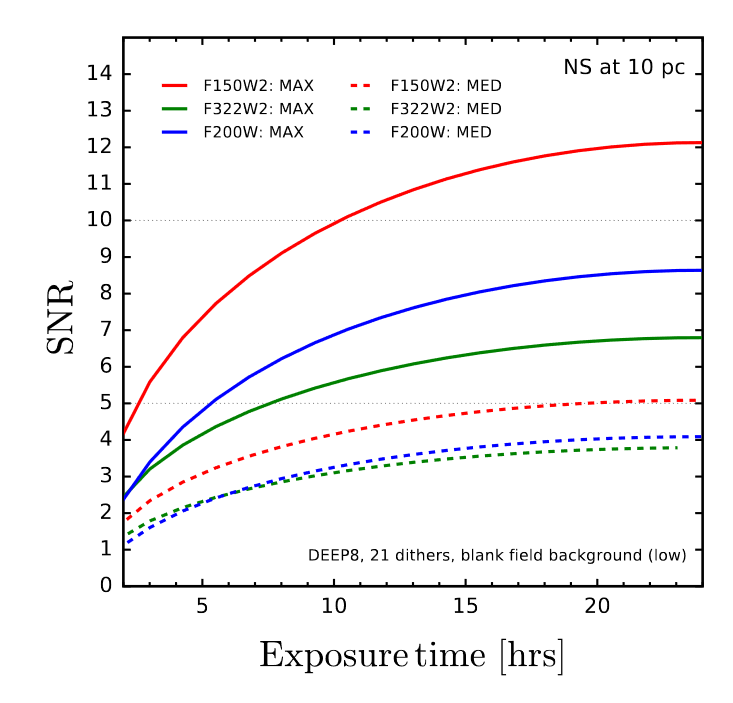 NS at 10 pc
F150W2: MAX
F322W2: MAX
F200W: MAX
F150W2: MED
F322W2: MED
F200W: MED
14
13
12
11
10
9
8
7
6
5
4
3
2
1
0
SNR
DEEP8, 21 dithers, blank field background (low)
5 10 15 20
Exposure time [hrs]